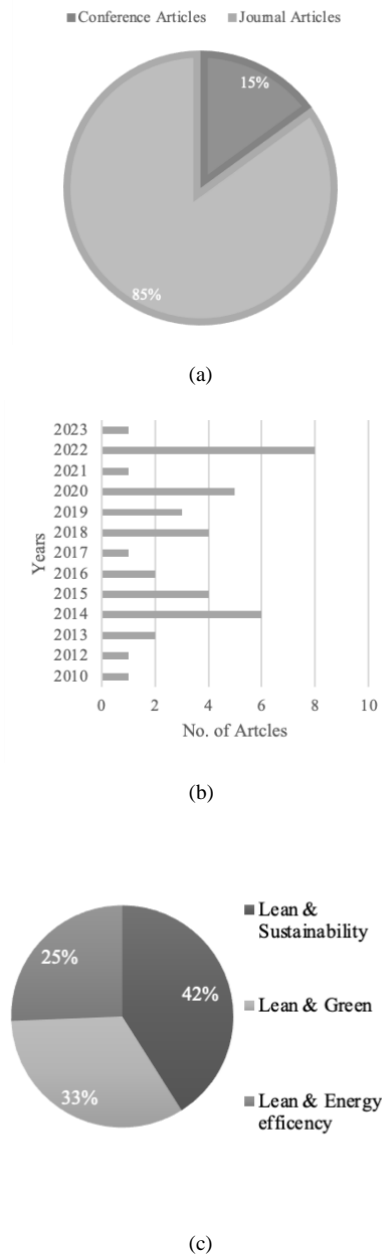 Conference Articles Journal Articles
15%
85%
(a)
2023
2022
2021
2020
2019
2018
2017
2016
2015
2014
2013
2012
2010
Years
0 2 4 6 8 10
No. of Artcles
(b)
Lean &
Sustainability
25%
42%
Lean & Green
33%
Lean & Energy
efficency
(c)